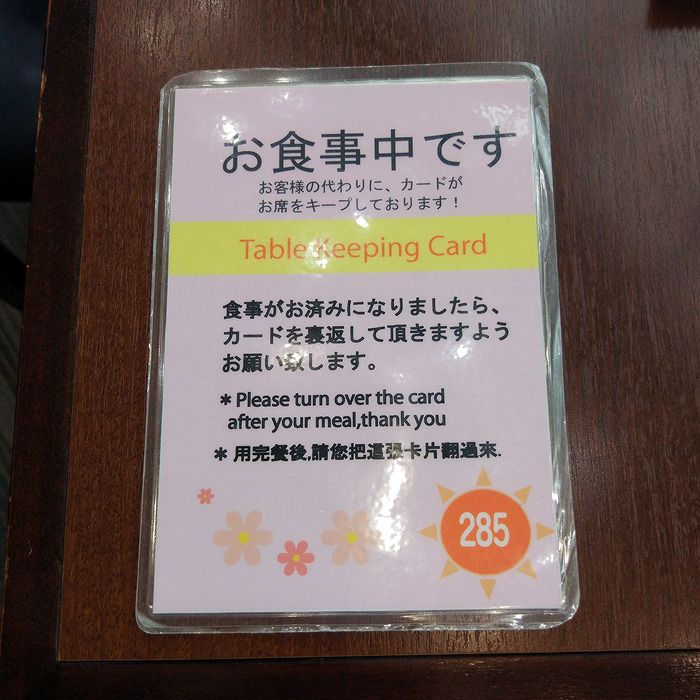 お食事中です
お客様の代わりに、カードが
お席をキープしております！
Table Keeping Card
食事がお済みになりましたら、
カードを裏返して頂きますよう
お願い致します。
＊Please turn over the card
after your meal,thank you
＊用完餐後,請您把這張卡片翻過來.
285